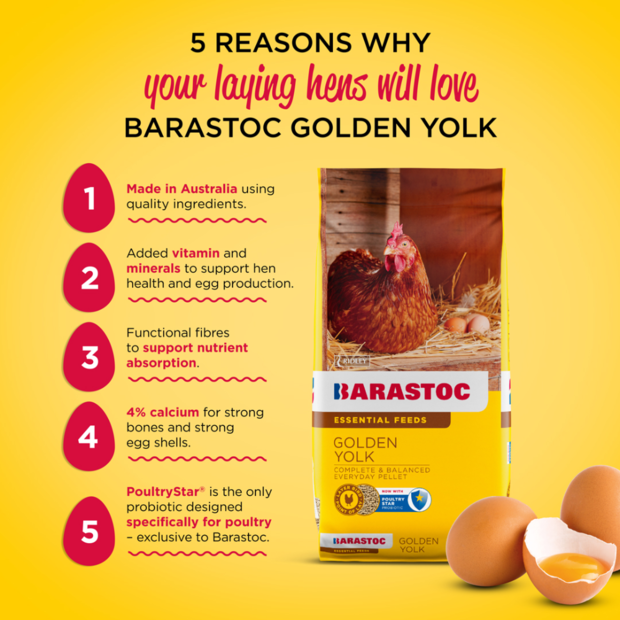 5 REASONS WHY
your laying hens will love
BARASTOC GOLDEN YOLK
1
Made in Australia using
quality ingredients.
2
Added vitamin and
minerals to support hen
health and egg production.
3
Functional fibres
to support nutrient
absorption.
4
4% calcium for strong
bones and strong
egg shells.
5
PoultryStar® is the only
probiotic designed
specifically for poultry
– exclusive to Barastoc.
RIDLEY
BARASTOC
ESSENTIAL FEEDS
GOLDEN
YOLK
COMPLETE & BALANCED
EVERYDAY PELLET
NOW WITH
POULTRY
STAR
PROBIOTIC
BARASTOC
ESSENTIAL FEEDS
GOLDEN
YOLK